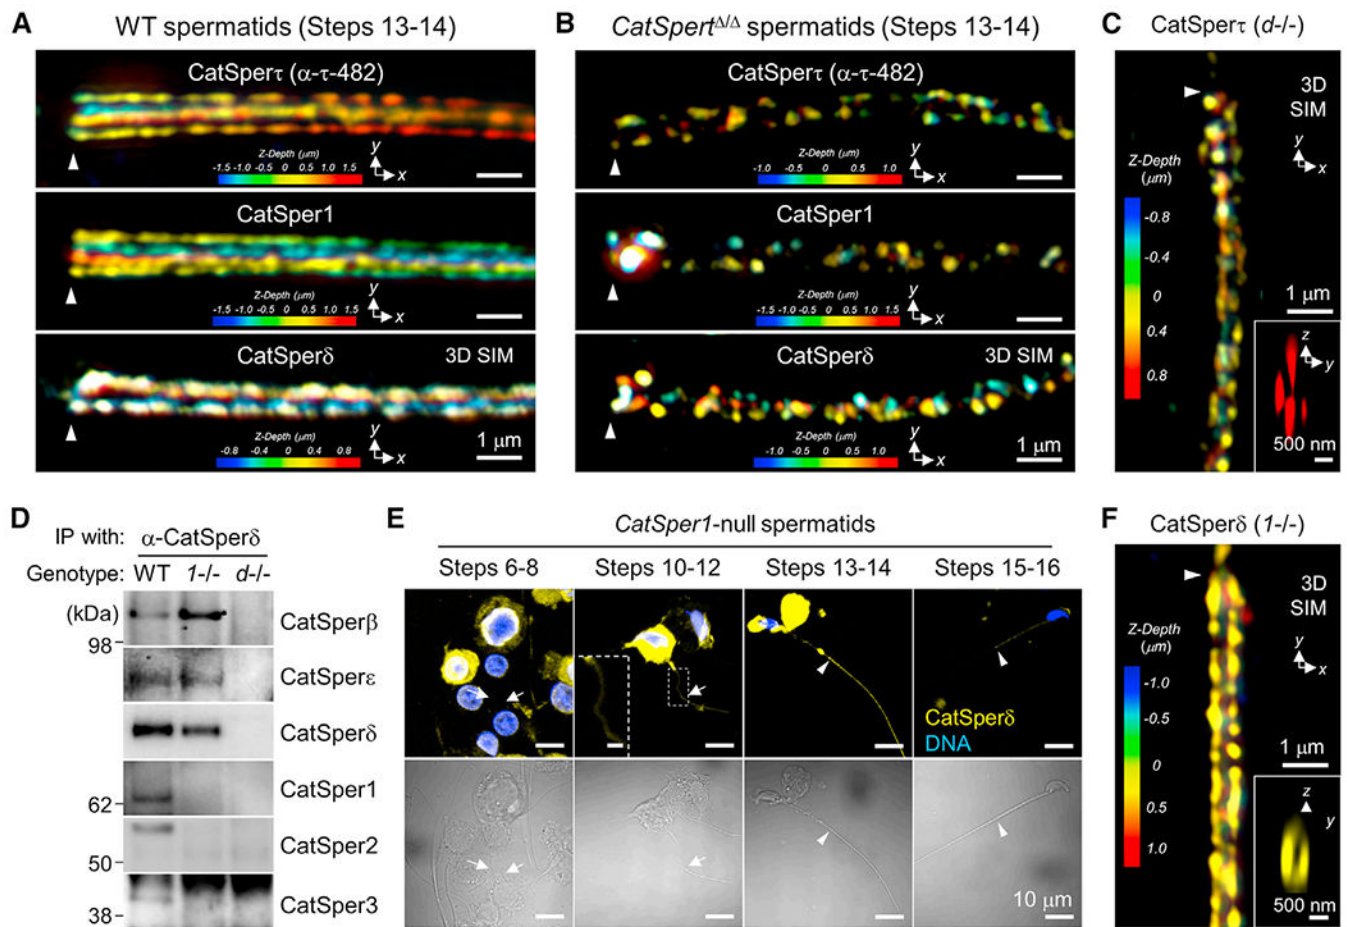 A
WT spermatids (Steps 13-14)
CatSperτ (α-τ-482)
Z-Depth (μm)
-1.5 -1.0 -0.5 0 0.5 1.0 1.5
y
x
CatSper1
Z-Depth (μm)
-1.5 -1.0 -0.5 0 0.5 1.0 1.5
y
x
CatSperδ
3D SIM
Z-Depth (μm)
-0.8 -0.4 0 0.4 0.8
y
x
1 μm
B
CatSpertΔ/Δ spermatids (Steps 13-14)
CatSperτ (α-τ-482)
Z-Depth (μm)
-1.0 -0.5 0 0.5 1.0
y
x
CatSper1
Z-Depth (μm)
-1.5 -1.0 -0.5 0 0.5 1.0 1.5
y
x
CatSperδ
3D SIM
Z-Depth (μm)
-1.0 -0.5 0 0.5 1.0
y
x
1 μm
C
CatSperτ (d-/-)
3D
SIM
y
x
Z-Depth
(μm)
-0.8
-0.4
0
0.4
0.8
1 μm
z
y
500 nm
D
IP with: α-CatSperδ
Genotype: WT 1-/- d-/-
(kDa)
CatSperβ
98
CatSperε
CatSperδ
CatSper1
62
CatSper2
50
CatSper3
38
E
CatSper1-null spermatids
Steps 6-8 Steps 10-12 Steps 13-14 Steps 15-16
CatSperδ
DNA
10 μm
F
CatSperδ (1-/-)
3D
SIM
y
x
Z-Depth
(μm)
-1.0
-0.5
0
0.5
1.0
1 μm
z
y
500 nm